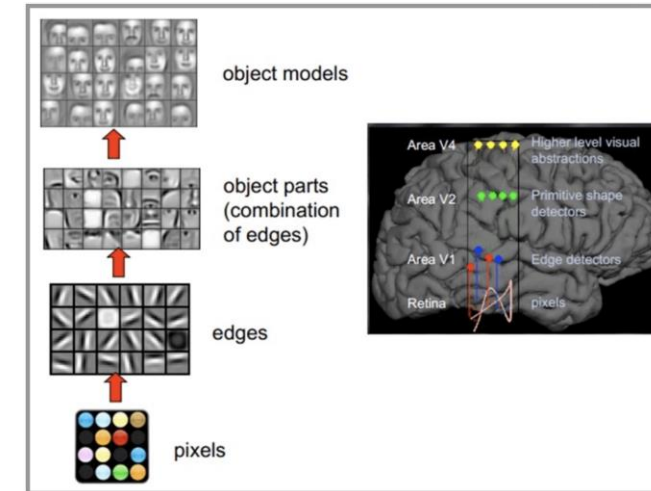 object models
object parts
(combination
of edges)
edges
pixels
Area V4
Higher level visual
abstractions
Area V2
Primitive shape
detectors
Area V1
Edge detectors
Retina
pixels